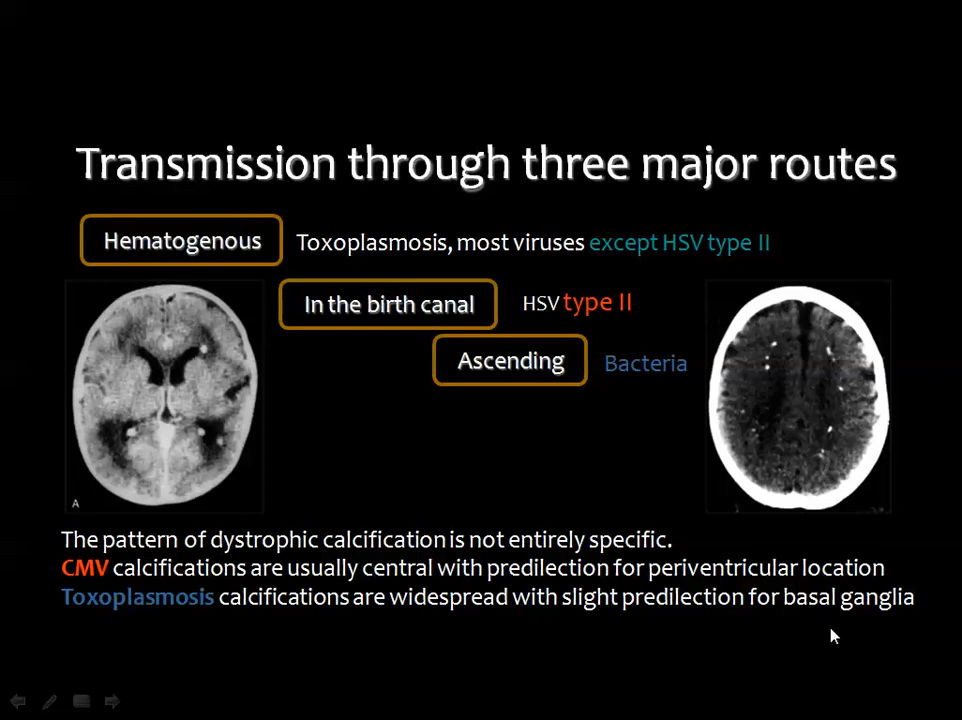 Transmission through three major routes
Hematogenous Toxoplasmosis, most viruses except HSV type II
In the birth canal HSV type II
Ascending Bacteria
A
The pattern of dystrophic calcification is not entirely specific.
CMV calcifications are usually central with predilection for periventricular location
Toxoplasmosis calcifications are widespread with slight predilection for basal ganglia